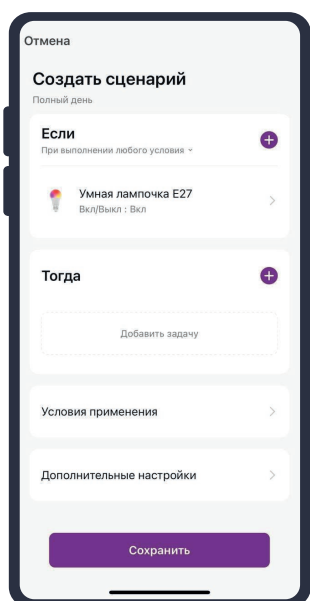 Отмена
Создать сценарий
Полный день
Если
При выполнении любого условия
Умная лампочка E27
Вкл/Выкл : Вкл
Тогда
Добавить задачу
Условия применения
Дополнительные настройки
Сохранить